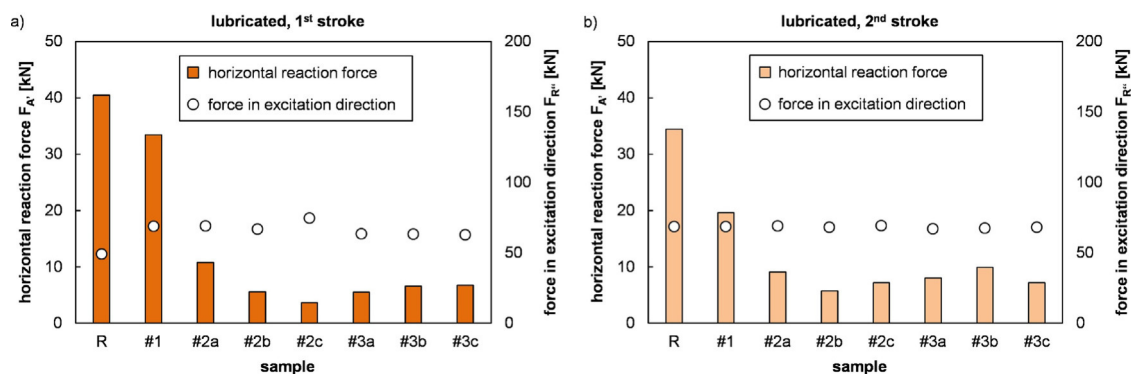 a)
lubricated, 1st stroke
horizontal reaction force FA' [kN]
50
40
30
20
10
0
horizontal reaction force
force in excitation direction
200
150
100
50
0
force in excitation direction FR'' [kN]
R #1 #2a #2b #2c #3a #3b #3c
sample
b)
lubricated, 2nd stroke
horizontal reaction force FA' [kN]
50
40
30
20
10
0
horizontal reaction force
force in excitation direction
200
150
100
50
0
force in excitation direction FR'' [kN]
R #1 #2a #2b #2c #3a #3b #3c
sample